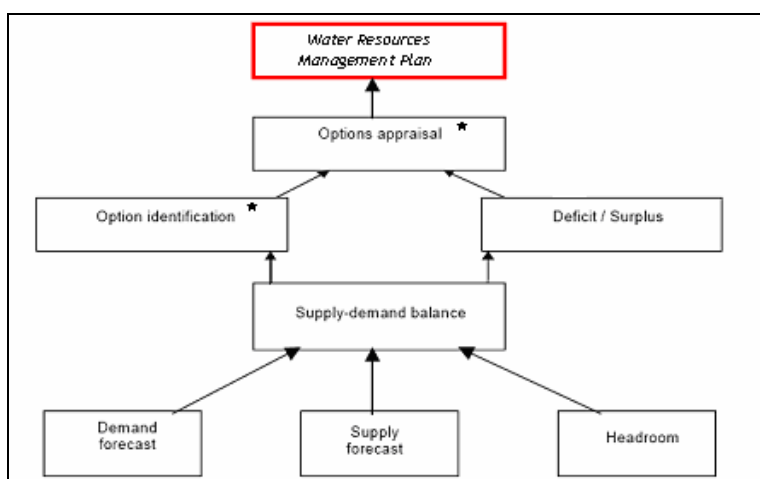 Water Resources
Management Plan
Options appraisal *
Option identification *
Deficit / Surplus
Supply-demand balance
Demand
forecast
Supply
forecast
Headroom